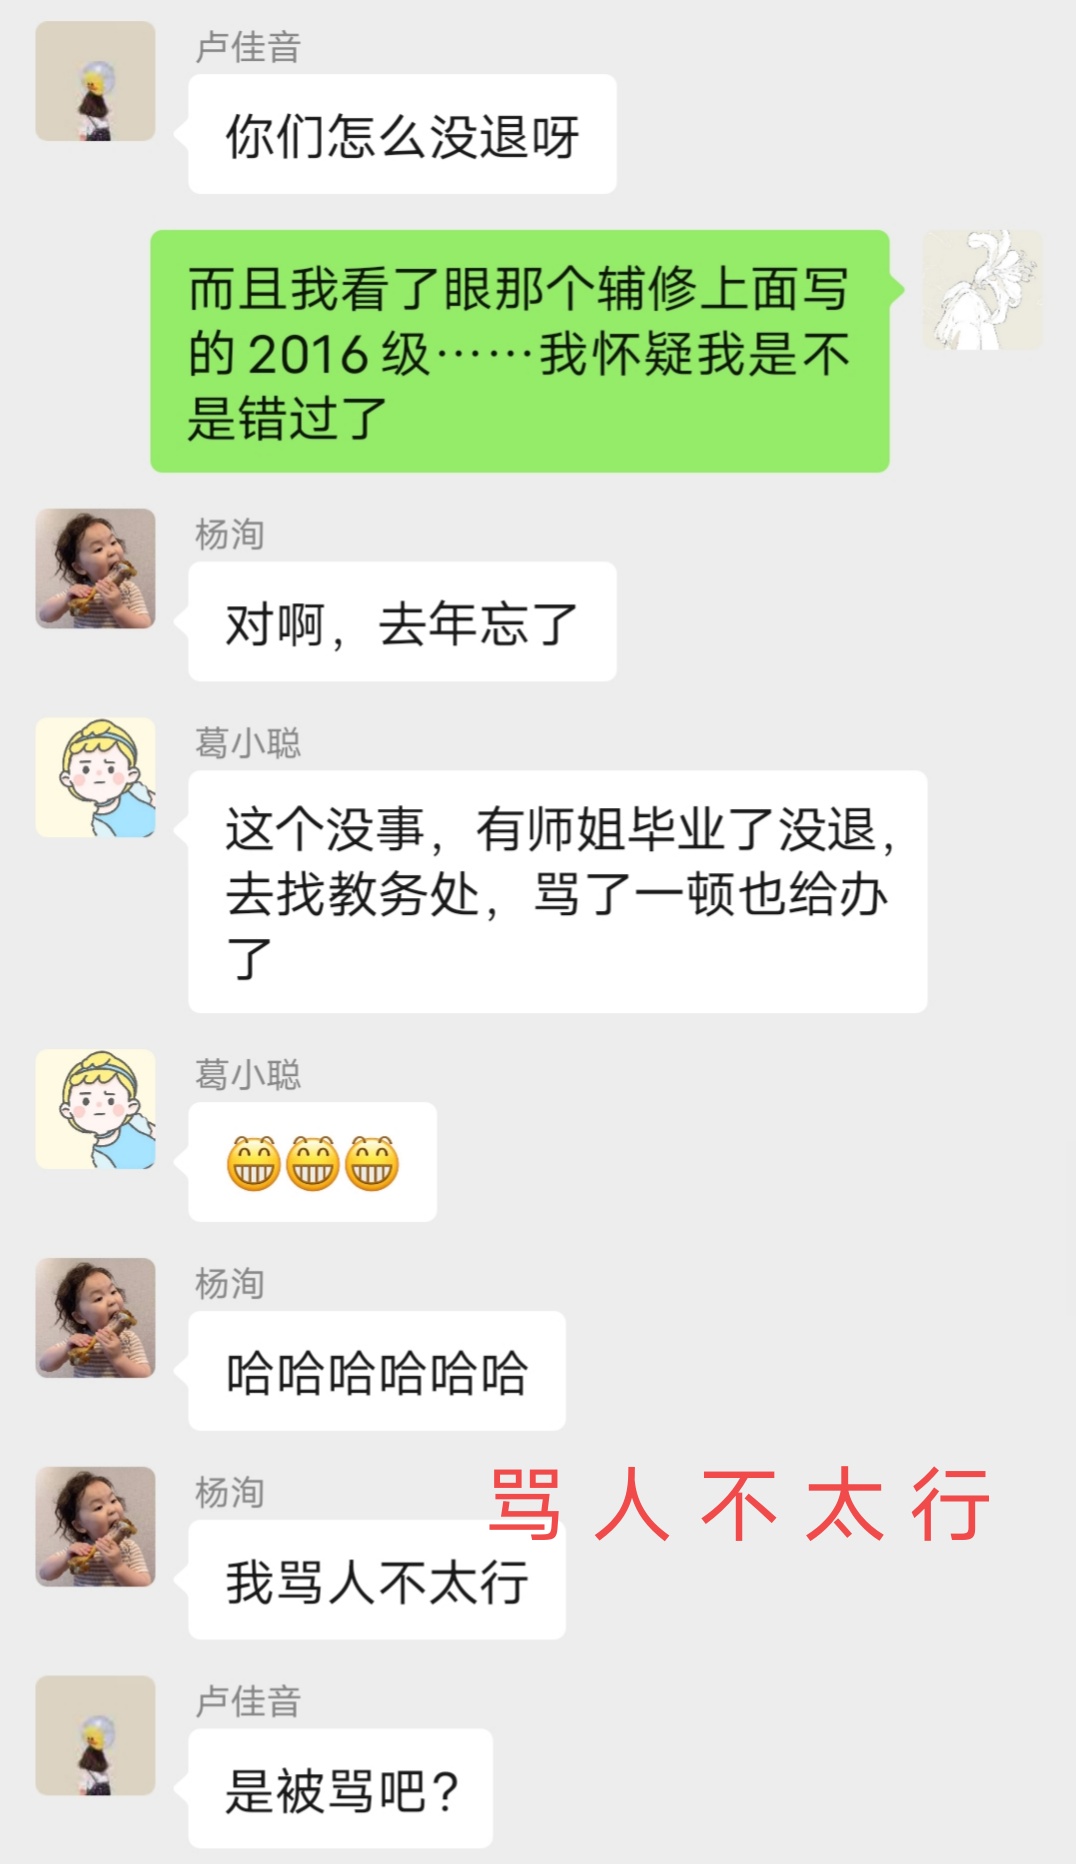 卢佳音
你们怎么没退呀
而且我看了眼那个辅修上面写
的2016级……我怀疑我是不
是错过了
杨洵
对啊，去年忘了
葛小聪
这个没事，有师姐毕业了没退，
去找教务处，骂了一顿也给办
了
葛小聪
😁😁😁
杨洵
哈哈哈哈哈哈
杨洵
骂人不太行
我骂人不太行
卢佳音
是被骂吧？